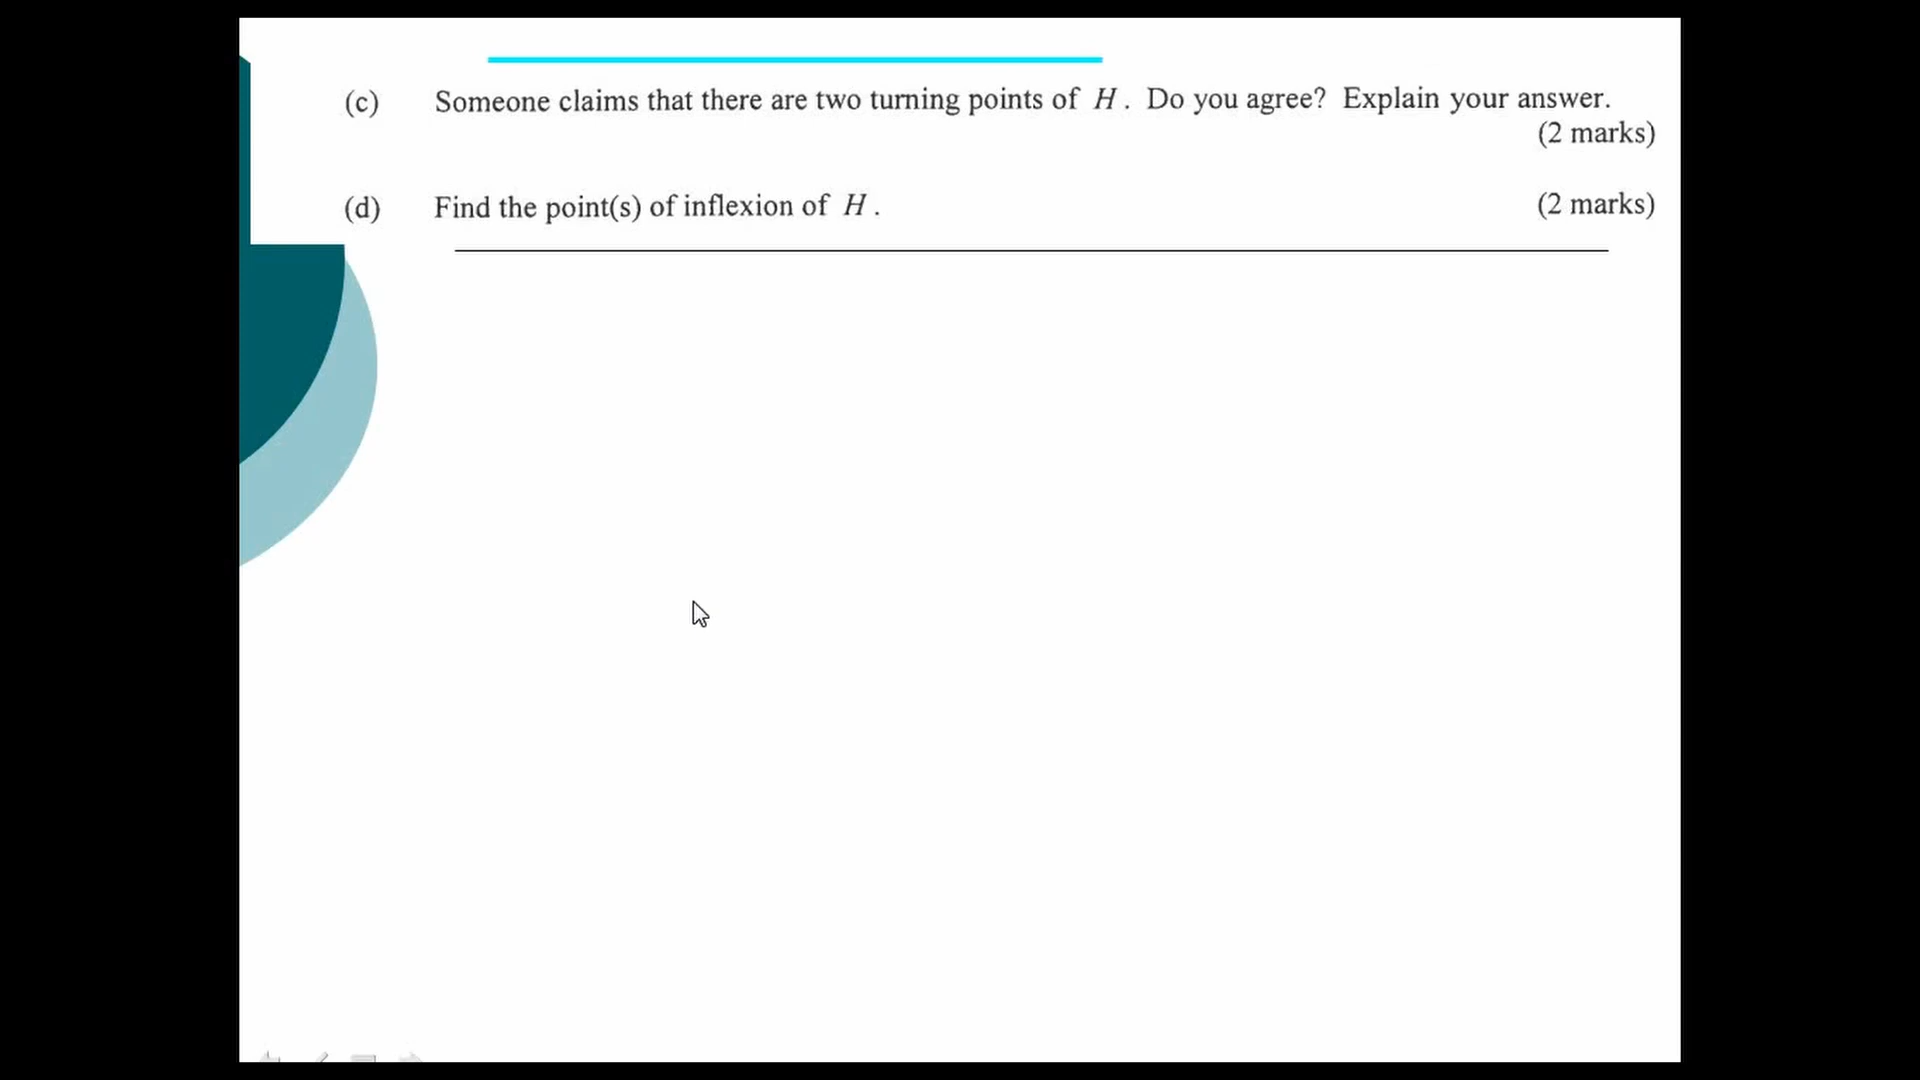 (c) Someone claims that there are two turning points of H. Do you agree? Explain your answer.
(2 marks)
(d) Find the point(s) of inflexion of H. (2 marks)